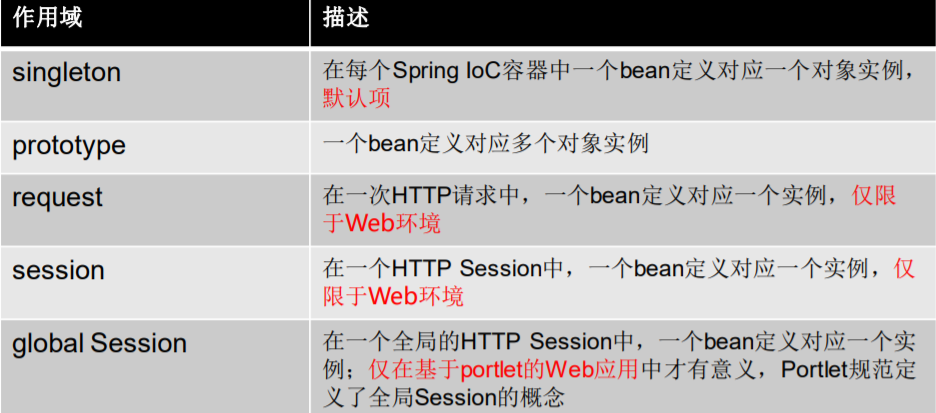 作用域 描述
singleton 在每个Spring IoC容器中一个bean定义对应一个对象实例,
默认项
prototype 一个bean定义对应多个对象实例
request 在一次HTTP请求中，一个bean定义对应一个实例，仅限
于Web环境
session 在一个HTTP Session中，一个bean定义对应一个实例，仅
限于Web环境
global Session 在一个全局的HTTP Session中，一个bean定义对应一个实
例；仅在基于portlet的Web应用中才有意义，Portlet规范定
义了全局Session的概念